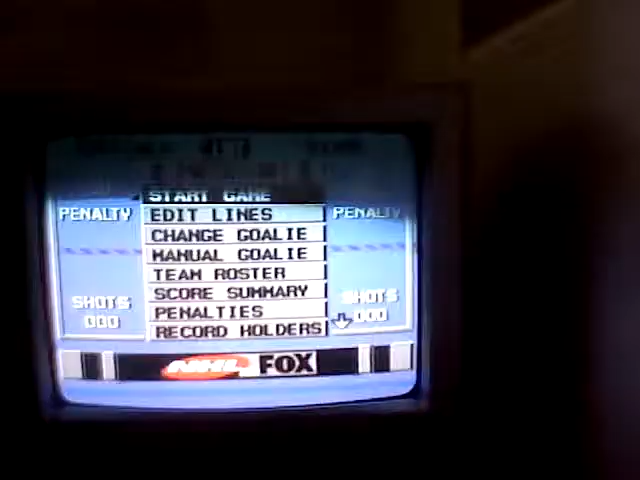 START GAME
PENALTY EDIT LINES PENALTY
CHANGE GOALIE
MANUAL GOALIE
TEAM ROSTER
SHOTS SCORE SUMMARY SHOTS
000 PENALTIES 000
RECORD HOLDERS
NHL FOX